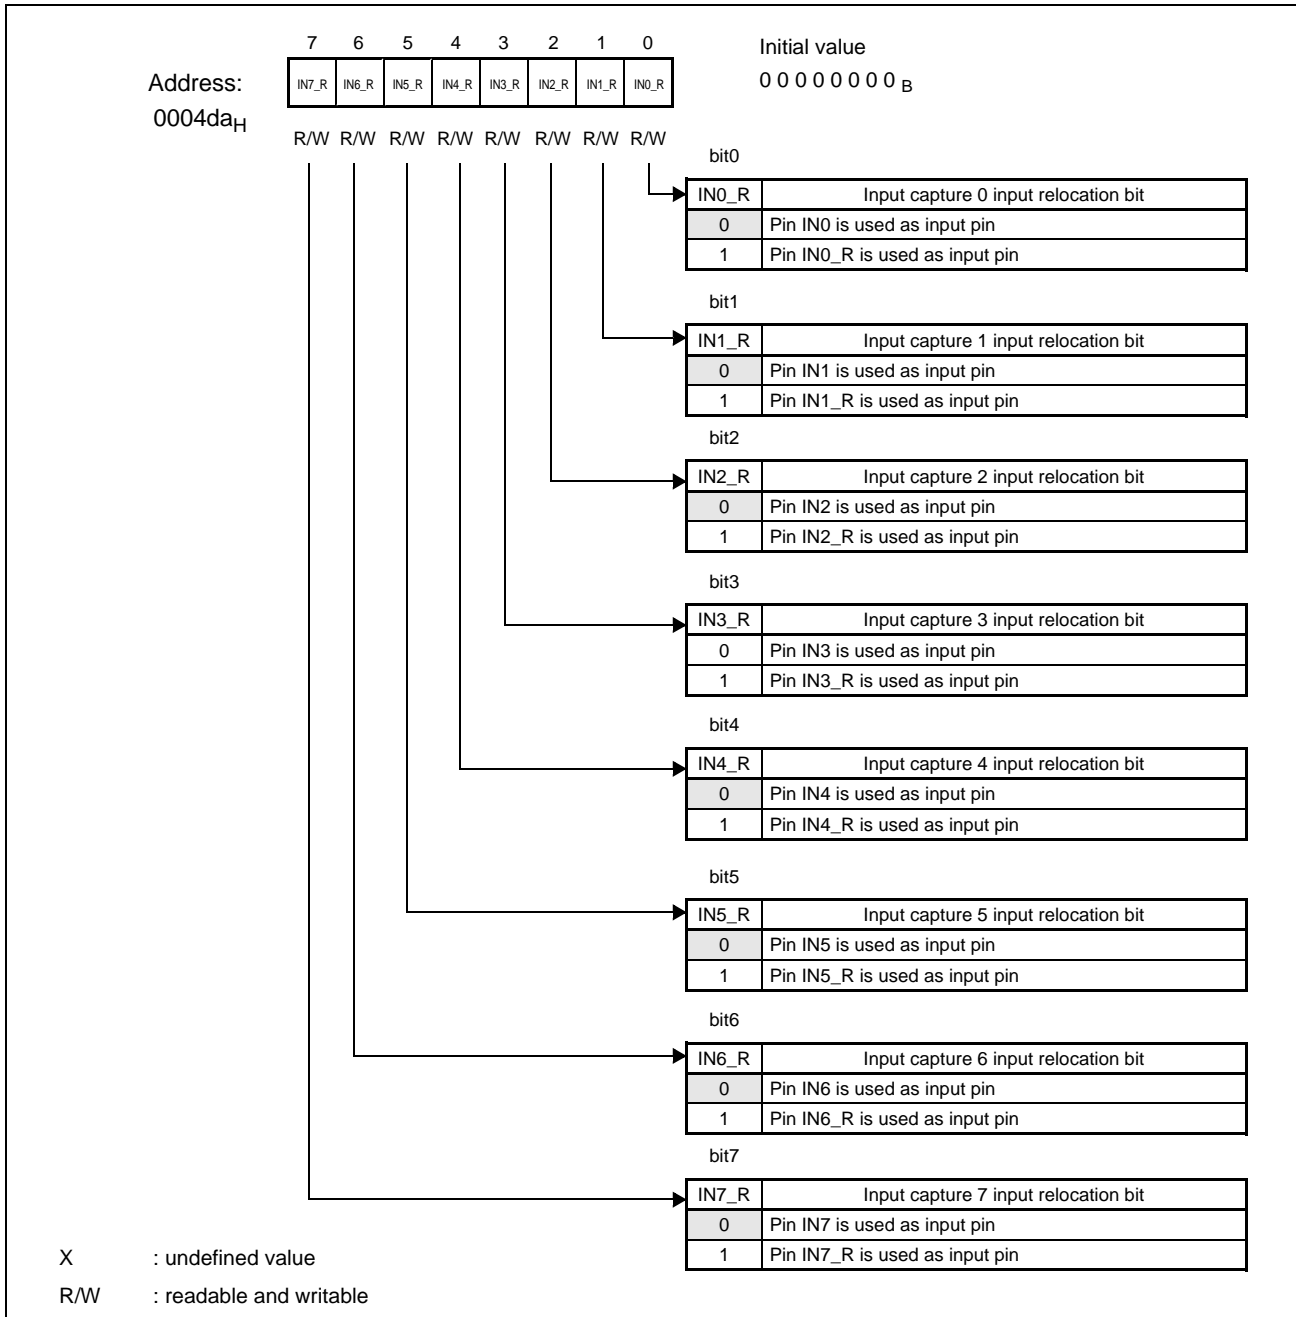 7 6 5 4 3 2 1 0 Initial value
Address: IN7_R IN6_R IN5_R IN4_R IN3_R IN2_R IN1_R IN0_R 0 0 0 0 0 0 0 0 B
0004daH
R/W R/W R/W R/W R/W R/W R/W R/W
bit0
IN0_R Input capture 0 input relocation bit
0 Pin IN0 is used as input pin
1 Pin IN0_R is used as input pin
bit1
IN1_R Input capture 1 input relocation bit
0 Pin IN1 is used as input pin
1 Pin IN1_R is used as input pin
bit2
IN2_R Input capture 2 input relocation bit
0 Pin IN2 is used as input pin
1 Pin IN2_R is used as input pin
bit3
IN3_R Input capture 3 input relocation bit
0 Pin IN3 is used as input pin
1 Pin IN3_R is used as input pin
bit4
IN4_R Input capture 4 input relocation bit
0 Pin IN4 is used as input pin
1 Pin IN4_R is used as input pin
bit5
IN5_R Input capture 5 input relocation bit
0 Pin IN5 is used as input pin
1 Pin IN5_R is used as input pin
bit6
IN6_R Input capture 6 input relocation bit
0 Pin IN6 is used as input pin
1 Pin IN6_R is used as input pin
bit7
IN7_R Input capture 7 input relocation bit
0 Pin IN7 is used as input pin
1 Pin IN7_R is used as input pin
X : undefined value
R/W : readable and writable